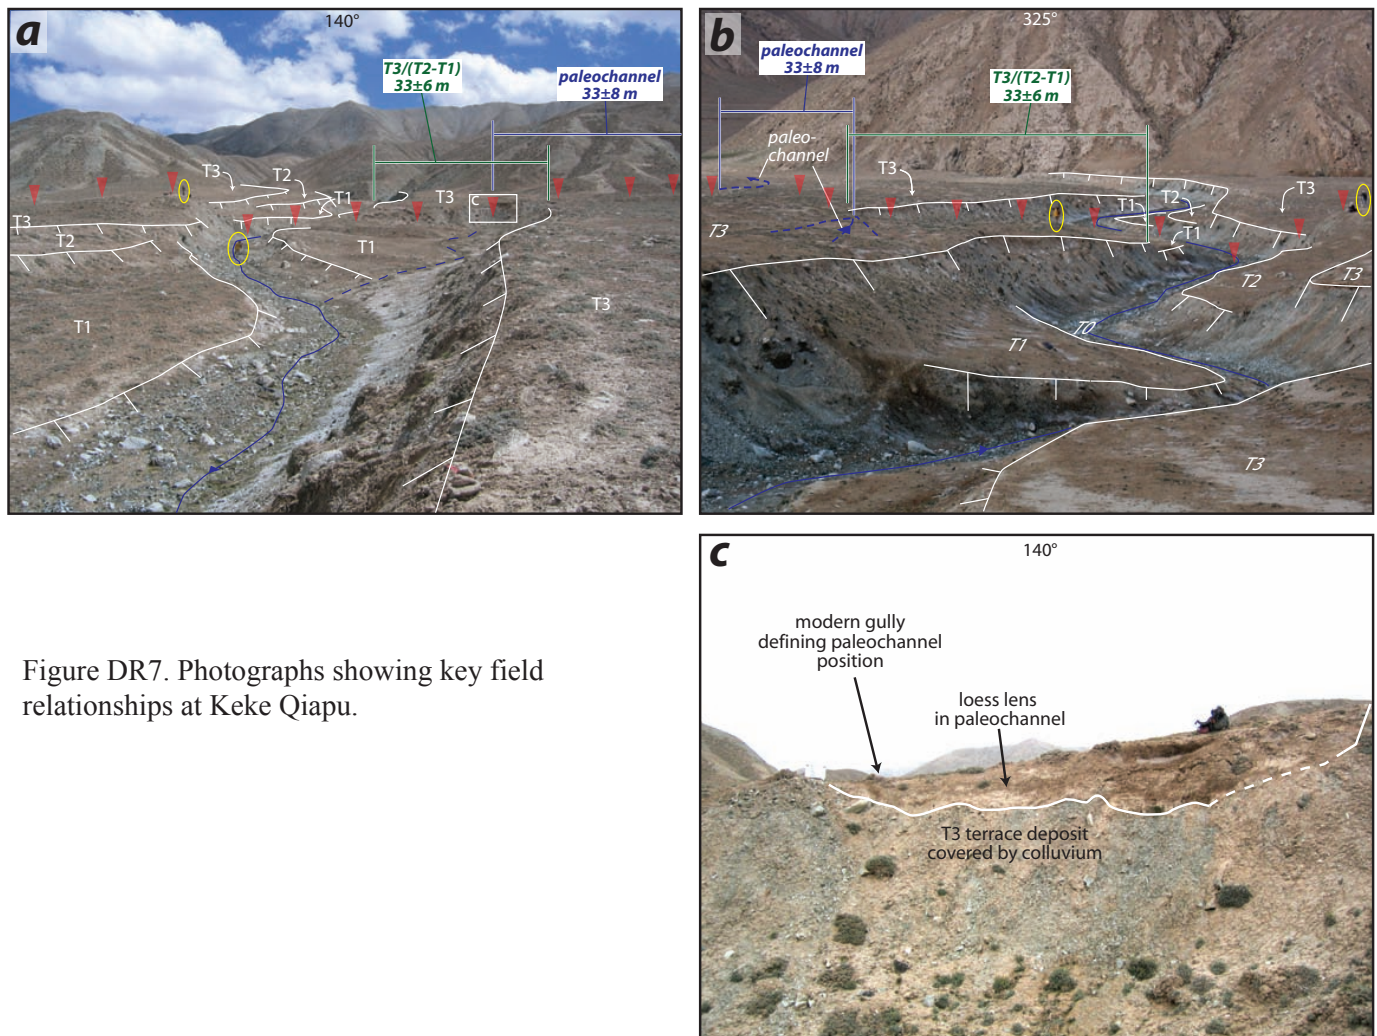 a
140°
T3/(T2-T1)
33±6 m
paleochannel
33±8 m
T3
T2
T1
T3
C
T3
T2
T1
T1
T3
b
325°
paleochannel
33±8 m
T3/(T2-T1)
33±6 m
paleo-
channel
T3
T3
T2
T1
T3
T1
T2
T3
T0
T1
T3
c
140°
modern gully
defining paleochannel
position
loess lens
in paleochannel
T3 terrace deposit
covered by colluvium
Figure DR7. Photographs showing key field
relationships at Keke Qiapu.